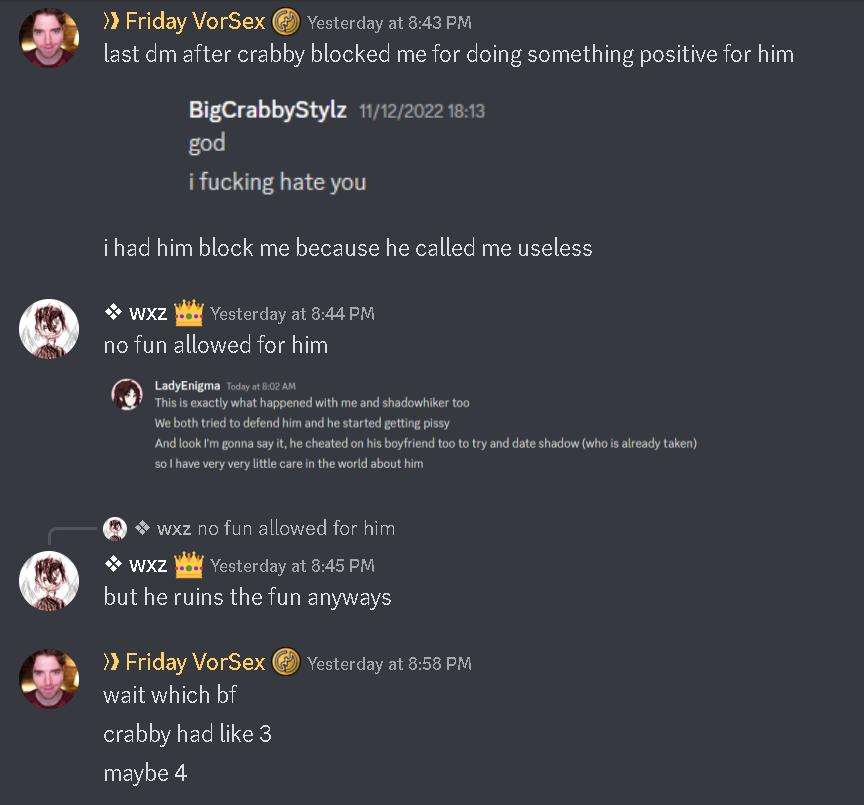 Friday VorSex Yesterday at 8:43 PM
last dm after crabby blocked me for doing something positive for him
BigCrabbyStylz 11/12/2022 18:13
god
i fucking hate you
i had him block me because he called me useless
❖ wxz 👑 Yesterday at 8:44 PM
no fun allowed for him
LadyEnigma Today at 8:02 AM
This is exactly what happened with me and shadowhiker too
We both tried to defend him and he started getting pissy
And look I'm gonna say it, he cheated on his boyfriend too to try and date shadow (who is already taken)
so I have very very little care in the world about him
❖ wxz no fun allowed for him
❖ wxz 👑 Yesterday at 8:45 PM
but he ruins the fun anyways
Friday VorSex Yesterday at 8:58 PM
wait which bf
crabby had like 3
maybe 4